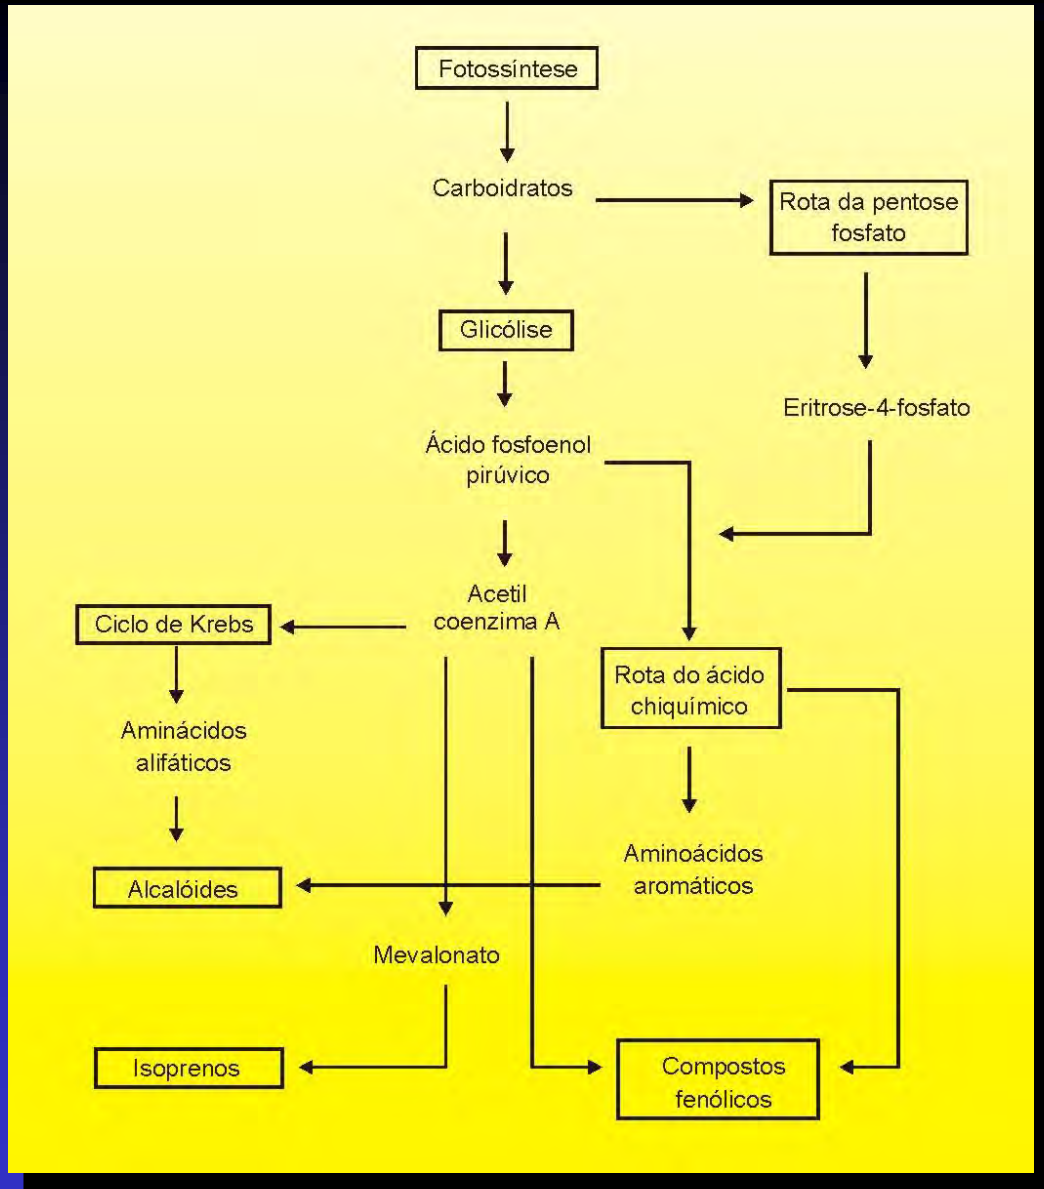 Fotossíntese
Carboidratos
Rota da pentose
fosfato
Glicólise
Eritrose-4-fosfato
Ácido fosfoenol
pirúvico
Acetil
coenzima A
Ciclo de Krebs
Rota do ácido
chiquímico
Aminácidos
alifáticos
Aminoácidos
aromáticos
Alcalóides
Mevalonato
Isoprenos
Compostos
fenólicos